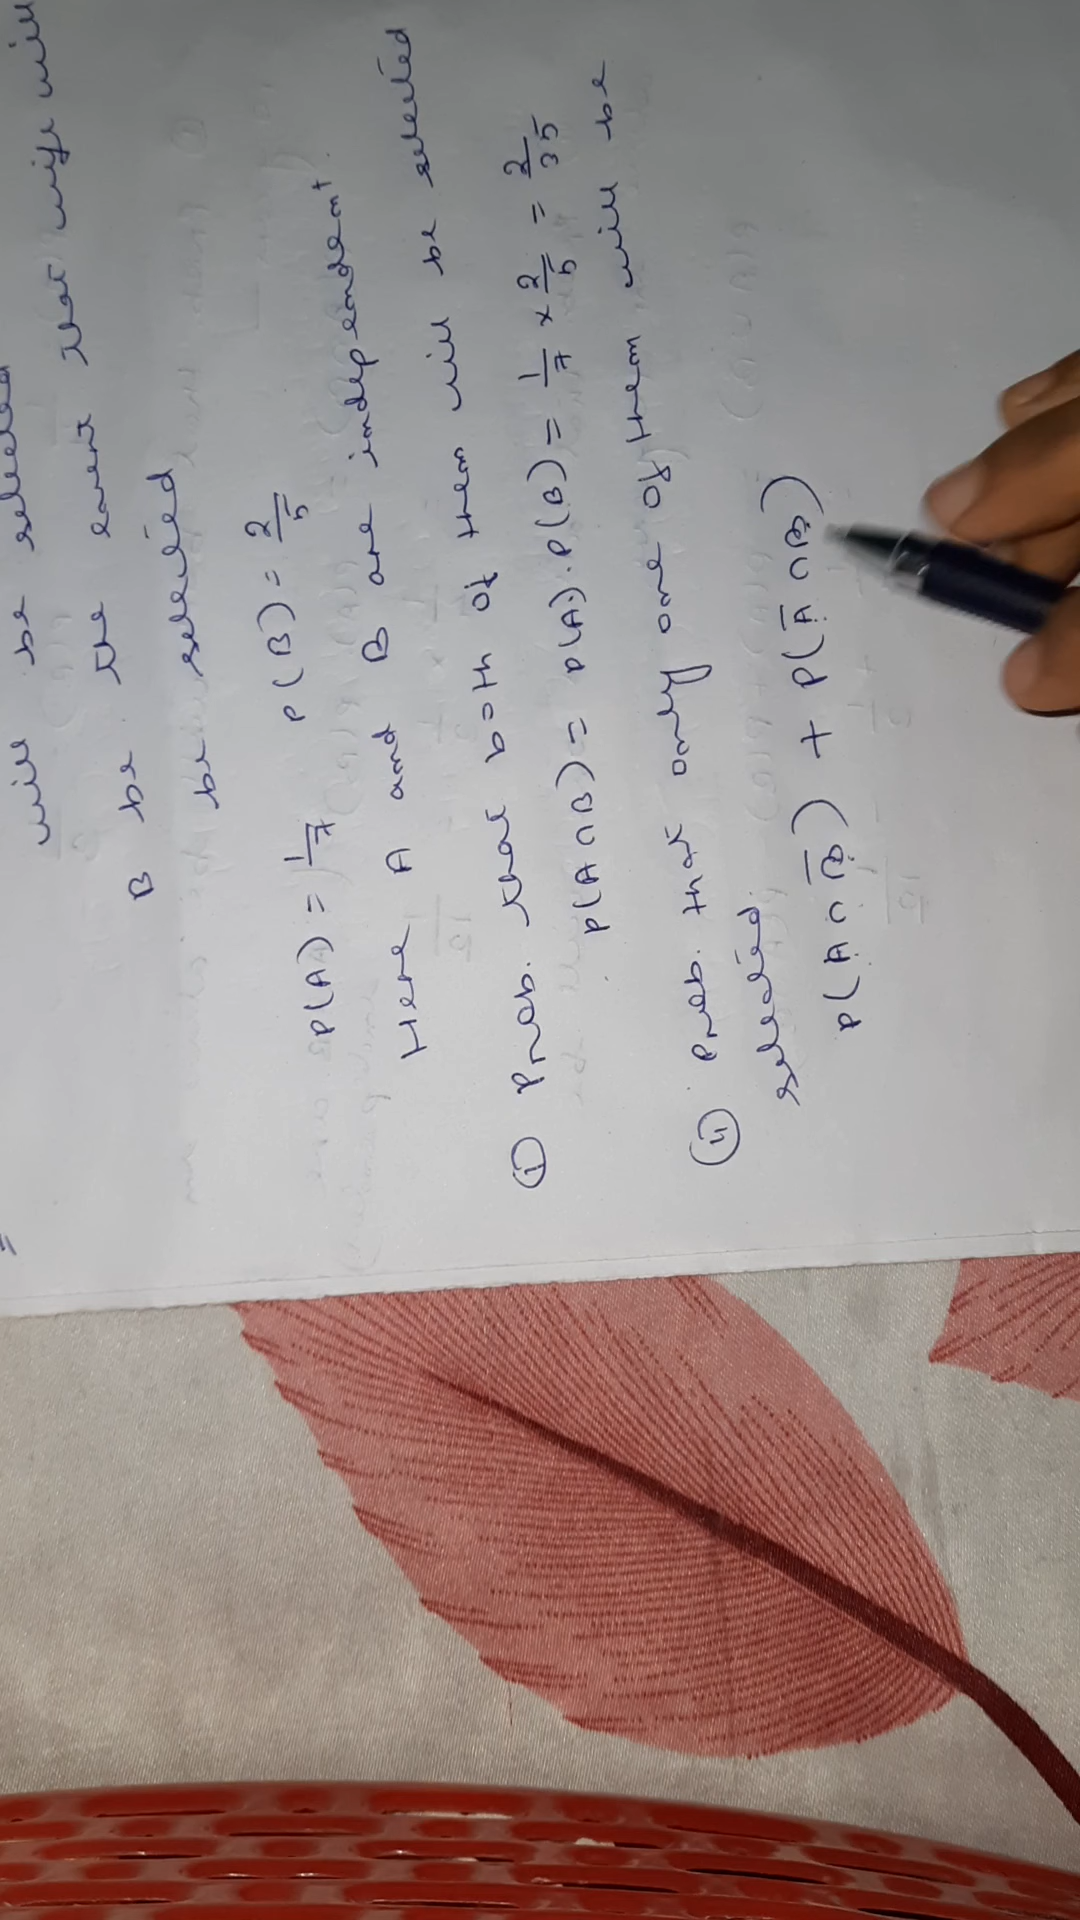 will be selected
B be the event that wife will
be selected
P(A) = 1/7 P(B) = 2/5
Here A and B are independent.
(i) Prob. that both of them will be selected
P(A∩B) = P(A).P(B) = 1/7 × 2/5 = 2/35
(ii) Prob. that only one of them will be
selected.
P(A∩B̅) + P(A̅∩B)